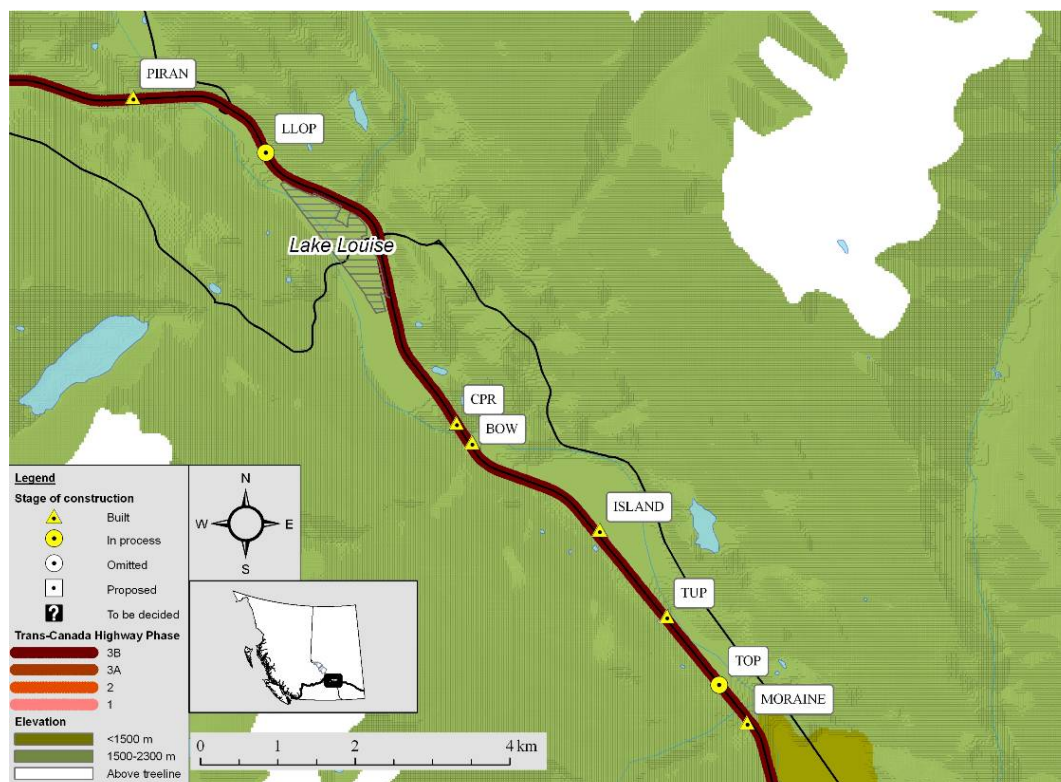 PIRAN
LLOP
Lake Louise
CPR
BOW
ISLAND
TUP
TOP
MORAINE
Legend
Stage of construction
Built
In process
Omitted
Proposed
? To be decided
Trans-Canada Highway Phase
3B
3A
2
1
Elevation
<1500 m
1500-2300 m
Above treeline
N
W E
S
0 1 2 4 km